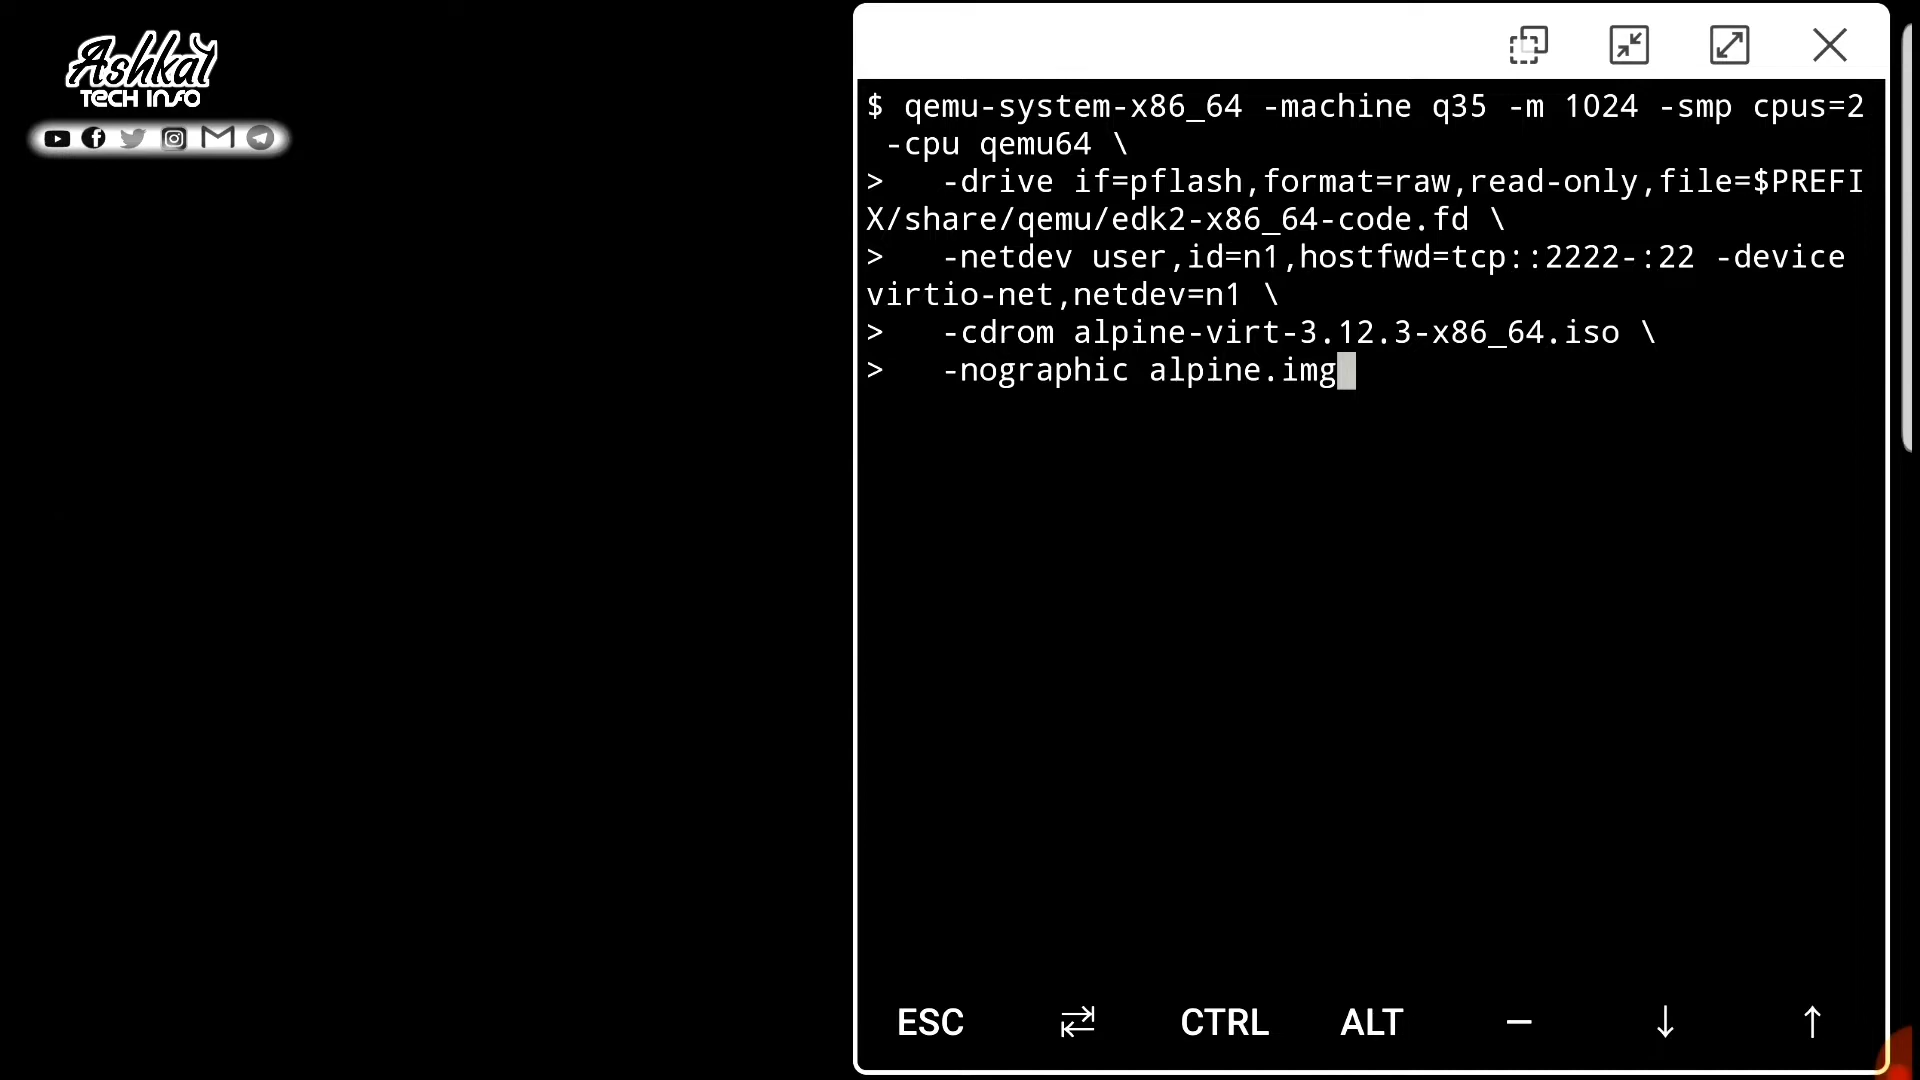 Ashkal
TECH INFO
$ qemu-system-x86_64 -machine q35 -m 1024 -smp cpus=2
-cpu qemu64 \
> -drive if=pflash,format=raw,read-only,file=$PREFI
X/share/qemu/edk2-x86_64-code.fd \
> -netdev user,id=n1,hostfwd=tcp::2222-:22 -device
virtio-net,netdev=n1 \
> -cdrom alpine-virt-3.12.3-x86_64.iso \
> -nographic alpine.img
ESC ⇄ CTRL ALT – ↓ ↑